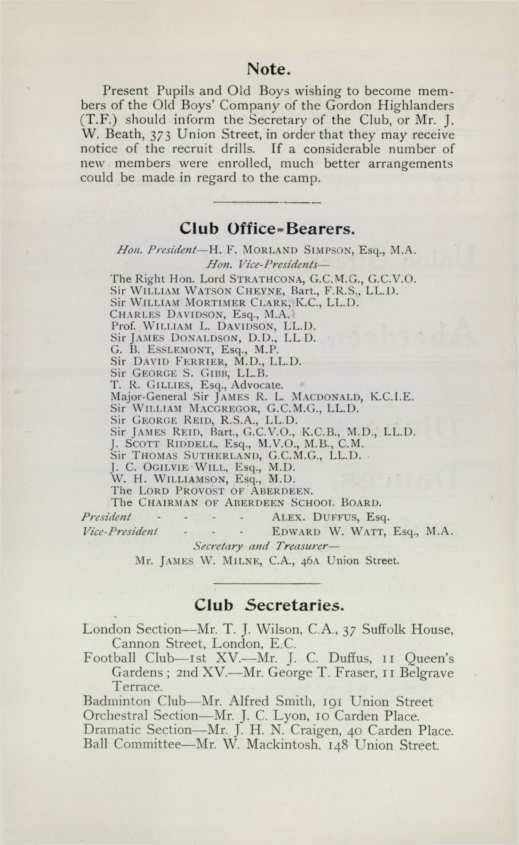 Note.
Present Pupils and Old Boys wishing to become mem-
bers of the Old Boys' Company of the Gordon Highlanders
(T.F.) should inform the Secretary of the Club, or Mr. J.
W. Beath, 373 Union Street, in order that they may receive
notice of the recruit drills. If a considerable number of
new members were enrolled, much better arrangements
could be made in regard to the camp.
Club Office-Bearers.
Hon. President—H. F. MORLAND SIMPSON, Esq., M.A.
Hon. Vice-Presidents—
The Right Hon. Lord STRATHCONA, G.C.M.G., G.C.V.O.
Sir WILLIAM WATSON CHEYNE, Bart., F.R.S., LL.D.
Sir WILLIAM MORTIMER CLARK, K.C., LL.D.
CHARLES DAVIDSON, Esq., M.A.
Prof. WILLIAM L. DAVIDSON, LL.D.
Sir JAMES DONALDSON, D.D., LL.D.
G. B. ESSLEMONT, Esq., M.P.
Sir DAVID FERRIER, M.D., LL.D.
Sir GEORGE S. GIBB, LL.B.
T. R. GILLIES, Esq., Advocate.
Major-General Sir JAMES R. L. MACDONALD, K.C.I.E.
Sir WILLIAM MACGREGOR, G.C.M.G., LL.D.
Sir GEORGE REID, R.S.A., LL.D.
Sir JAMES REID, Bart., G.C.V.O., K.C.B., M.D., LL.D.
J. SCOTT RIDDELL, Esq., M.V.O., M.B., C.M.
Sir THOMAS SUTHERLAND, G.C.M.G., LL.D.
J. C. OGILVIE WILL, Esq., M.D.
W. H. WILLIAMSON, Esq., M.D.
The LORD PROVOST OF ABERDEEN.
The CHAIRMAN OF ABERDEEN SCHOOL BOARD.
President - - - - ALEX. DUFFUS, Esq.
Vice-President - - - EDWARD W. WATT, Esq., M.A.
Secretary and Treasurer—
Mr. JAMES W. MILNE, C.A., 46A Union Street.
Club Secretaries.
London Section—Mr. T. J. Wilson, C.A., 37 Suffolk House,
Cannon Street, London, E.C.
Football Club—1st XV.—Mr. J. C. Duffus, 11 Queen's
Gardens; 2nd XV.—Mr. George T. Fraser, 11 Belgrave
Terrace.
Badminton Club—Mr. Alfred Smith, 191 Union Street
Orchestral Section—Mr. J. C. Lyon, 10 Carden Place.
Dramatic Section—Mr. J. H. N. Craigen, 40 Carden Place.
Ball Committee—Mr. W. Mackintosh, 148 Union Street.